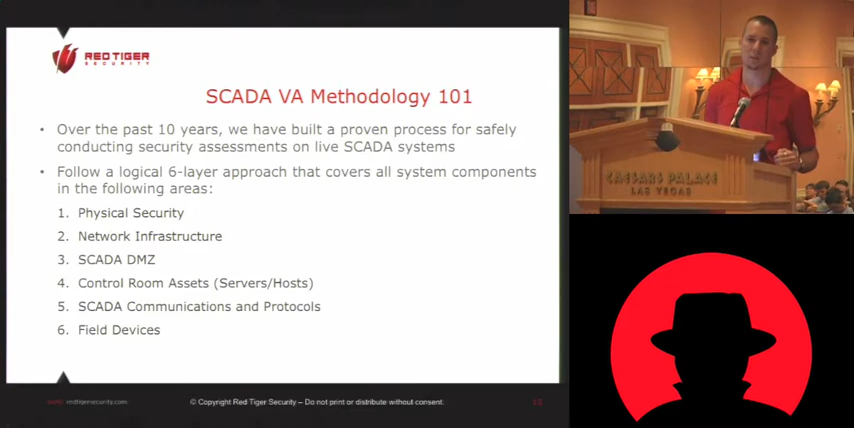 RED TIGER
SECURITY
SCADA VA Methodology 101
• Over the past 10 years, we have built a proven process for safely
conducting security assessments on live SCADA systems
• Follow a logical 6-layer approach that covers all system components
in the following areas:
1. Physical Security
2. Network Infrastructure
3. SCADA DMZ
4. Control Room Assets (Servers/Hosts)
5. SCADA Communications and Protocols
6. Field Devices
redtigersecurity.com
© Copyright Red Tiger Security – Do not print or distribute without consent.
CAESARS PALACE
LAS VEGAS